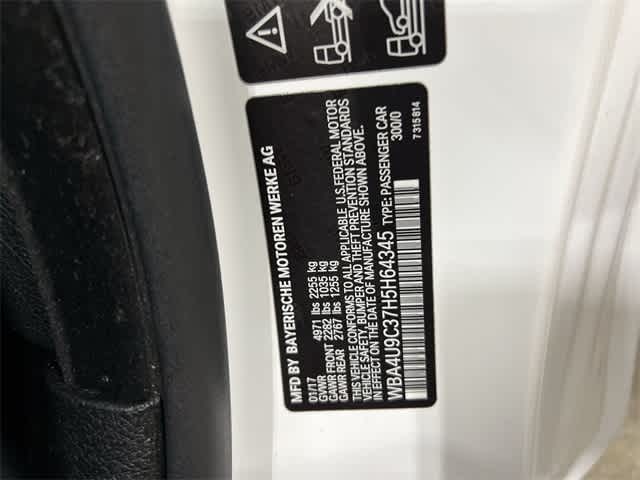 MFD BY BAYERISCHE MOTOREN WERKE AG
01/17
GVWR 4971 lbs 2255 kg
GAWR FRONT 2282 lbs 1035 kg
GAWR REAR 2767 lbs 1255 kg
THIS VEHICLE CONFORMS TO ALL APPLICABLE U.S. FEDERAL MOTOR
VEHICLE SAFETY, BUMPER AND THEFT PREVENTION STANDARDS IN
EFFECT ON THE DATE OF MANUFACTURE SHOWN ABOVE.
WBA4U9C37H5H64345 TYPE: PASSENGER CAR
300/0
7315814